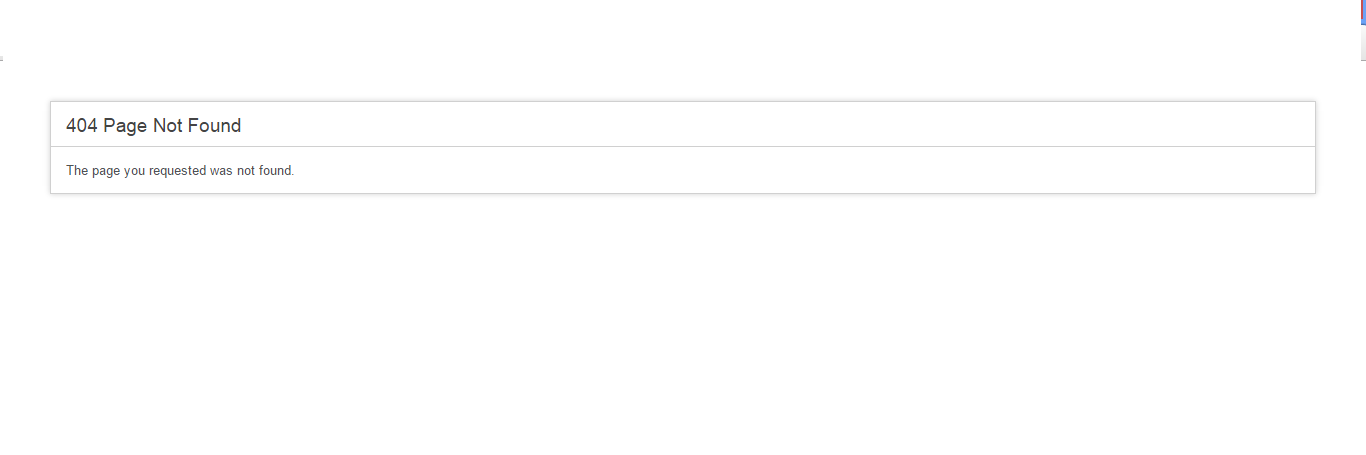 404 Page Not Found
The page you requested was not found.